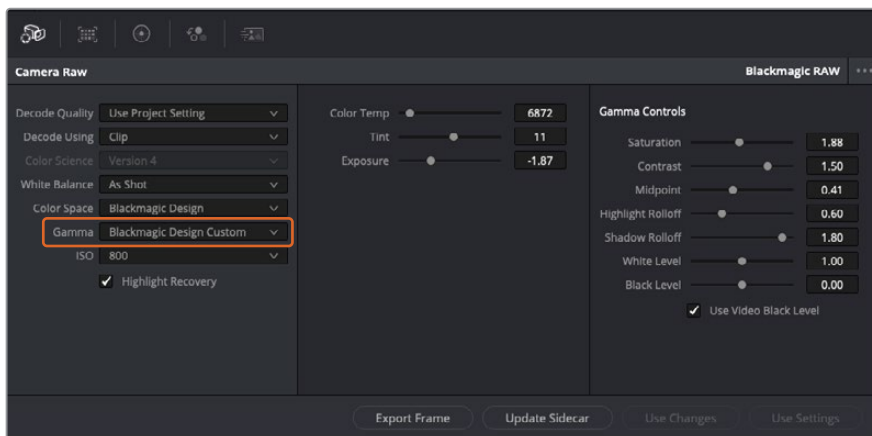 Camera Raw
Blackmagic RAW
Decode Quality Use Project Setting
Decode Using Clip
Color Science Version 4
White Balance As Shot
Color Space Blackmagic Design
Gamma Blackmagic Design Custom
ISO 800
Highlight Recovery
Color Temp 6872
Tint 11
Exposure -1.87
Gamma Controls
Saturation 1.88
Contrast 1.50
Midpoint 0.41
Highlight Rolloff 0.60
Shadow Rolloff 1.80
White Level 1.00
Black Level 0.00
Use Video Black Level
Export Frame
Update Sidecar
Use Changes
Use Settings